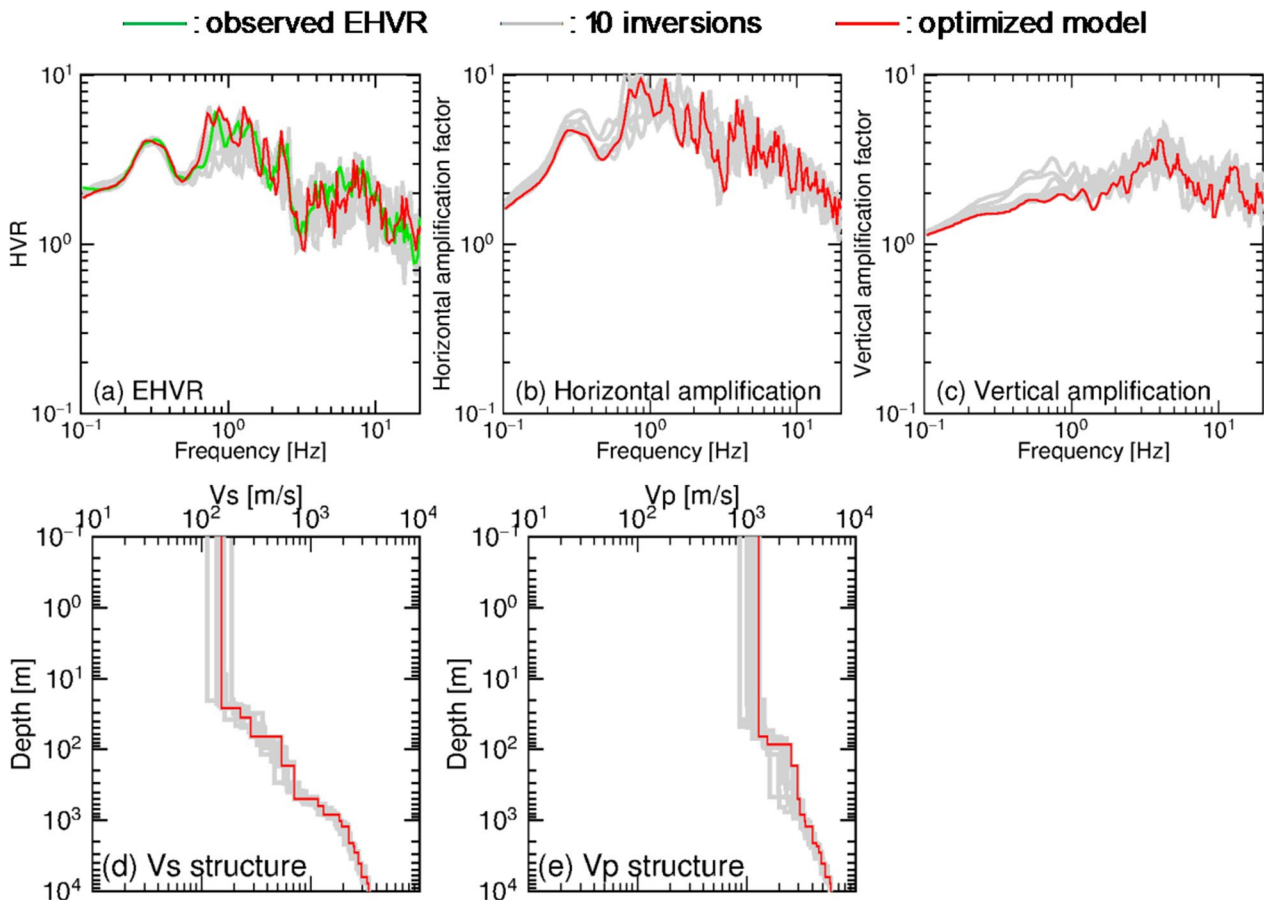 : observed EHVR : 10 inversions : optimized model
HVR
10¹
10⁰
10⁻¹
(a) EHVR
10⁻¹ 10⁰ 10¹
Frequency [Hz]
Horizontal amplification factor
10¹
10⁰
10⁻¹
(b) Horizontal amplification
10⁻¹ 10⁰ 10¹
Frequency [Hz]
Vertical amplification factor
10¹
10⁰
10⁻¹
(c) Vertical amplification
10⁻¹ 10⁰ 10¹
Frequency [Hz]
Vs [m/s]
10¹ 10² 10³ 10⁴
Depth [m]
10⁻¹
10⁰
10¹
10²
10³
10⁴
(d) Vs structure
Vp [m/s]
10¹ 10² 10³ 10⁴
Depth [m]
10⁻¹
10⁰
10¹
10²
10³
10⁴
(e) Vp structure